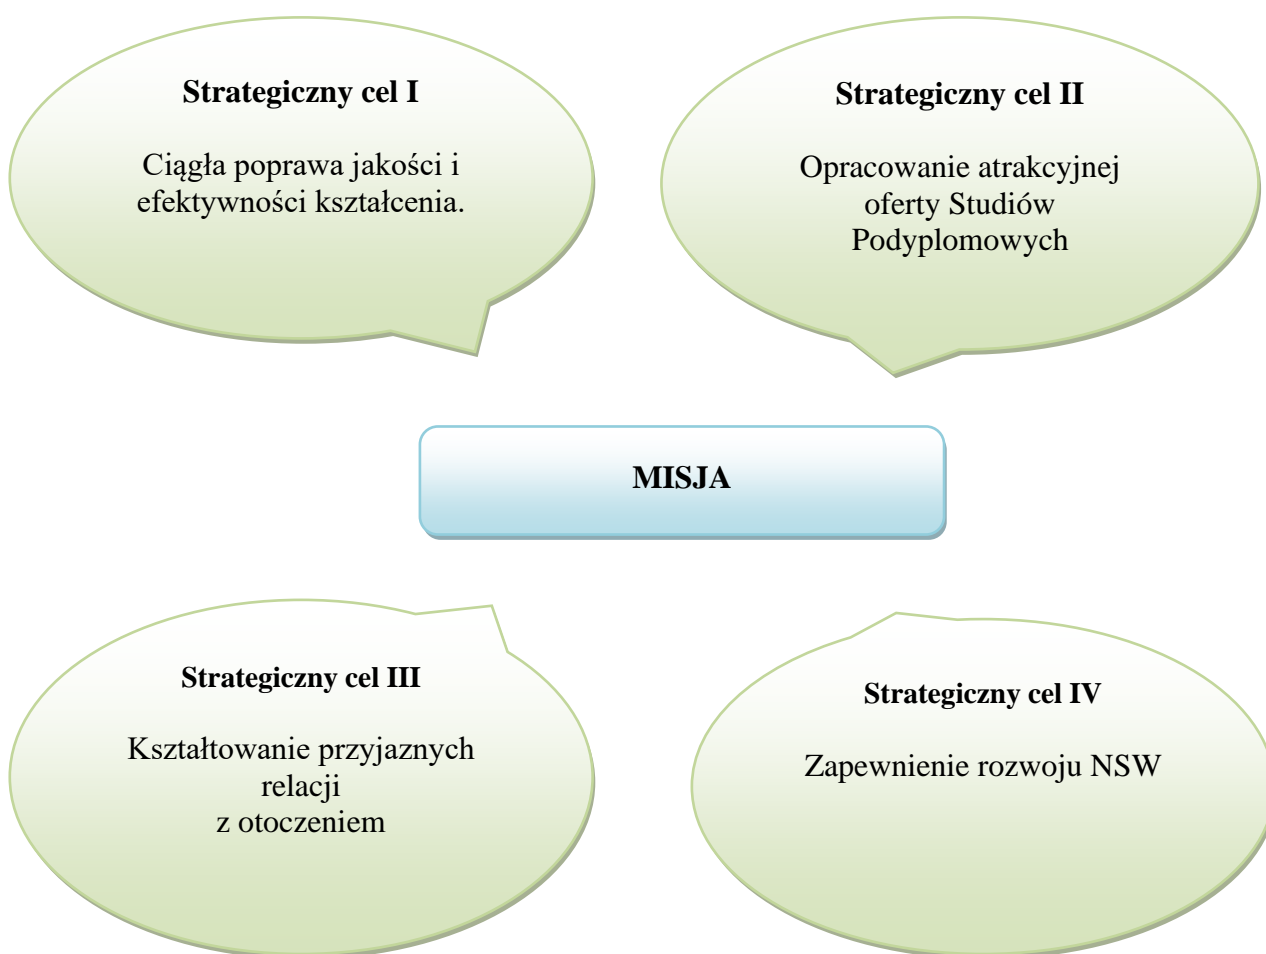 Strategiczny cel I
Ciągła poprawa jakości i
efektywności kształcenia.
Strategiczny cel II
Opracowanie atrakcyjnej
oferty Studiów
Podyplomowych
MISJA
Strategiczny cel III
Kształtowanie przyjaznych
relacji
z otoczeniem
Strategiczny cel IV
Zapewnienie rozwoju NSW